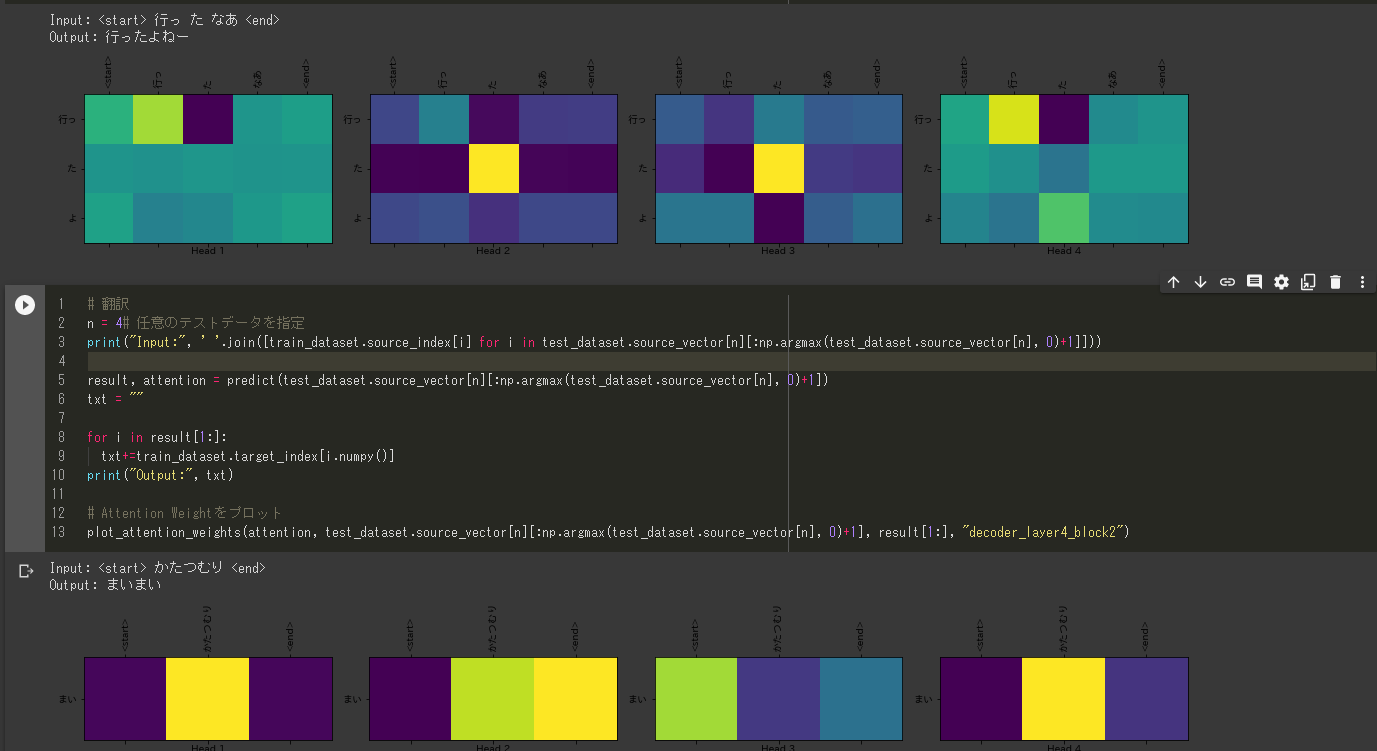 Input: <start> 行っ た なあ <end>
Output: 行ったよねー
<start> 行っ た なあ <end> <start> 行っ た なあ <end> <start> 行っ た なあ <end> <start> 行っ た なあ <end>
行っ 行っ 行っ 行っ
た た た た
よ よ よ よ
Head 1 Head 2 Head 3 Head 4
1 # 翻訳
2 n = 4# 任意のテストデータを指定
3 print("Input:", ' '.join([train_dataset.source_index[i] for i in test_dataset.source_vector[n][:np.argmax(test_dataset.source_vector[n], 0)+1]]))
4
5 result, attention = predict(test_dataset.source_vector[n][:np.argmax(test_dataset.source_vector[n], 0)+1])
6 txt = ""
7
8 for i in result[1:]:
9 txt+=train_dataset.target_index[i.numpy()]
10 print("Output:", txt)
11
12 # Attention Weightをプロット
13 plot_attention_weights(attention, test_dataset.source_vector[n][:np.argmax(test_dataset.source_vector[n], 0)+1], result[1:], "decoder_layer4_block2")
Input: <start> かたつむり <end>
Output: まいまい
<start> かたつむり <end> <start> かたつむり <end> <start> かたつむり <end> <start> かたつむり <end>
まい まい まい まい
Head 1 Head 2 Head 3 Head 4